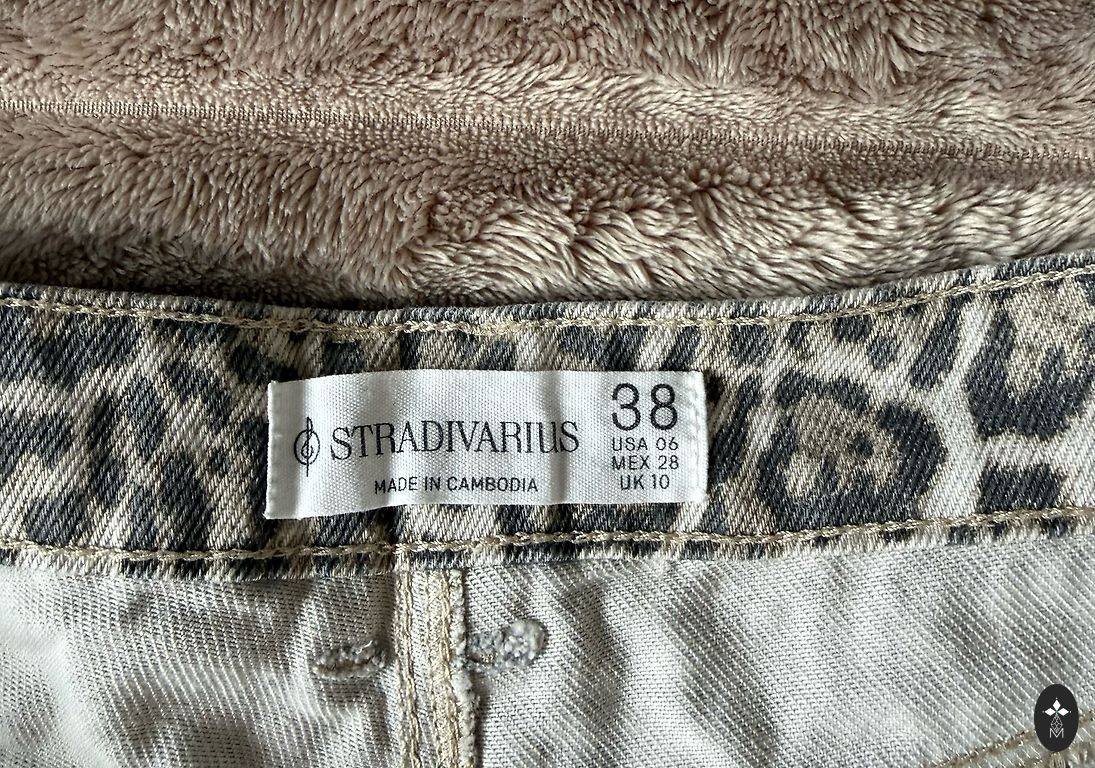 STRADIVARIUS
MADE IN CAMBODIA
38
USA 06
MEX 28
UK 10
M